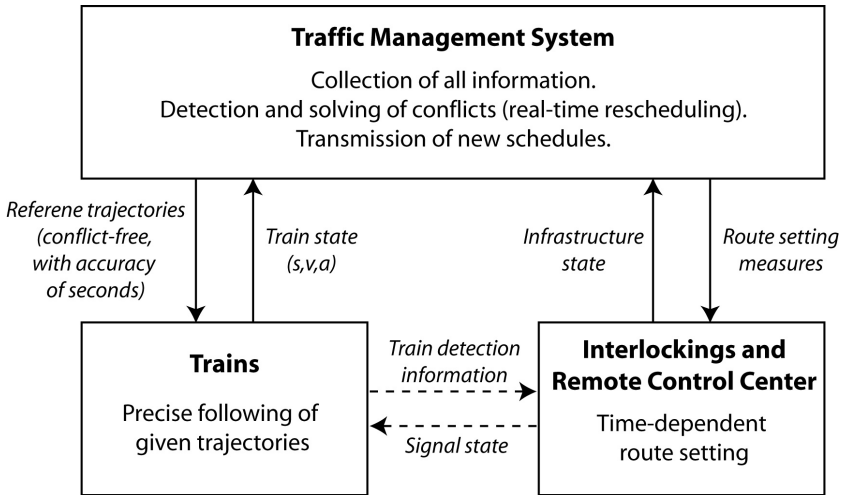 Traffic Management System
Collection of all information.
Detection and solving of conflicts (real-time rescheduling).
Transmission of new schedules.
Referene trajectories
(conflict-free,
with accuracy
of seconds)
Train state
(s,v,a)
Infrastructure
state
Route setting
measures
Trains
Precise following of
given trajectories
Train detection
information
Signal state
Interlockings and
Remote Control Center
Time-dependent
route setting